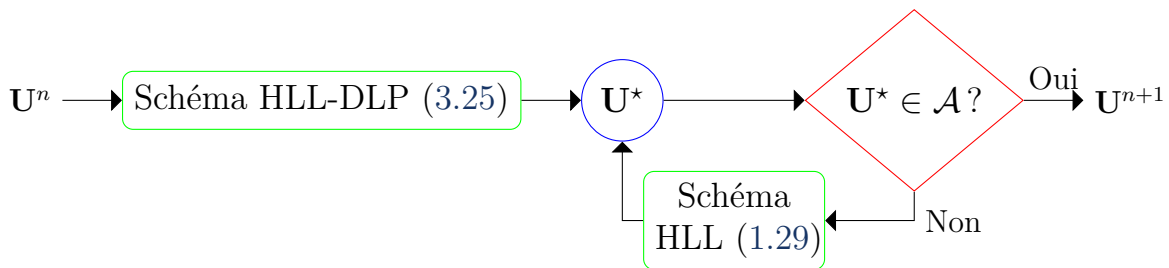 Uⁿ
Schéma HLL-DLP (3.25)
U⋆
U⋆ ∈ 𝒜 ?
Oui
Uⁿ⁺¹
Schéma
HLL (1.29)
Non